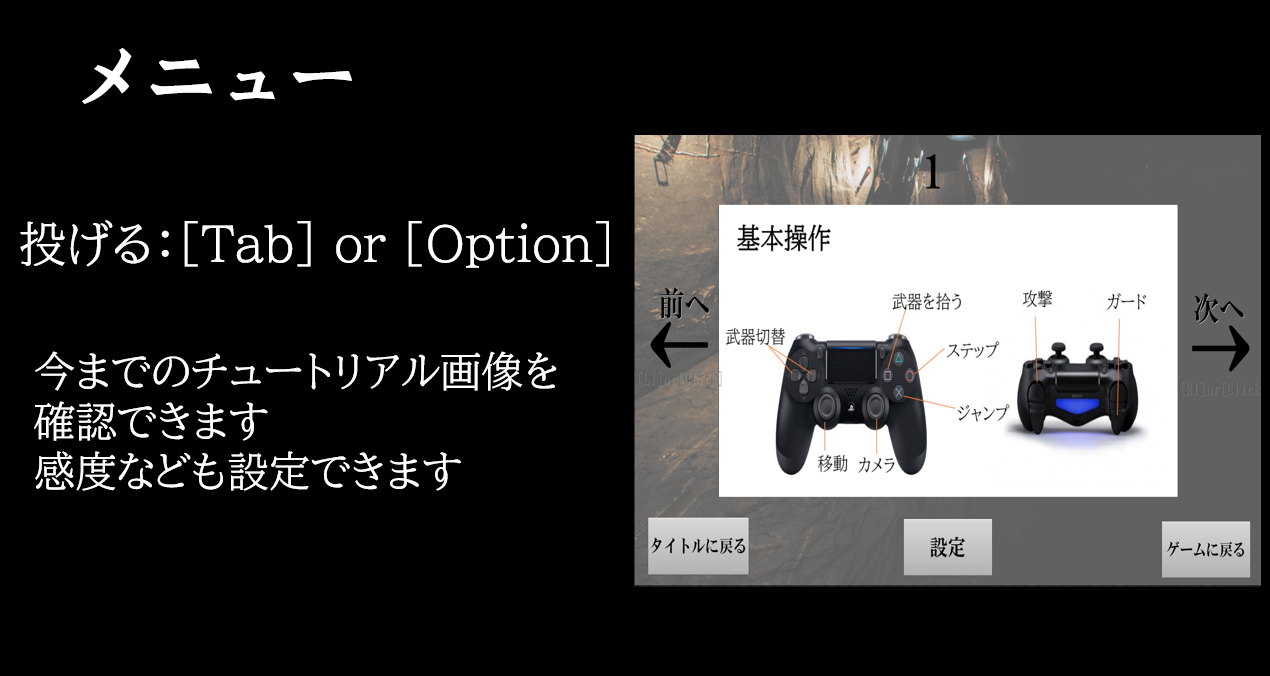 メニュー
投げる：[Tab] or [Option]
今までのチュートリアル画像を
確認できます
感度なども設定できます
1
基本操作
前へ
次へ
武器切替
武器を拾う
ステップ
ジャンプ
移動
カメラ
攻撃
ガード
タイトルに戻る
設定
ゲームに戻る